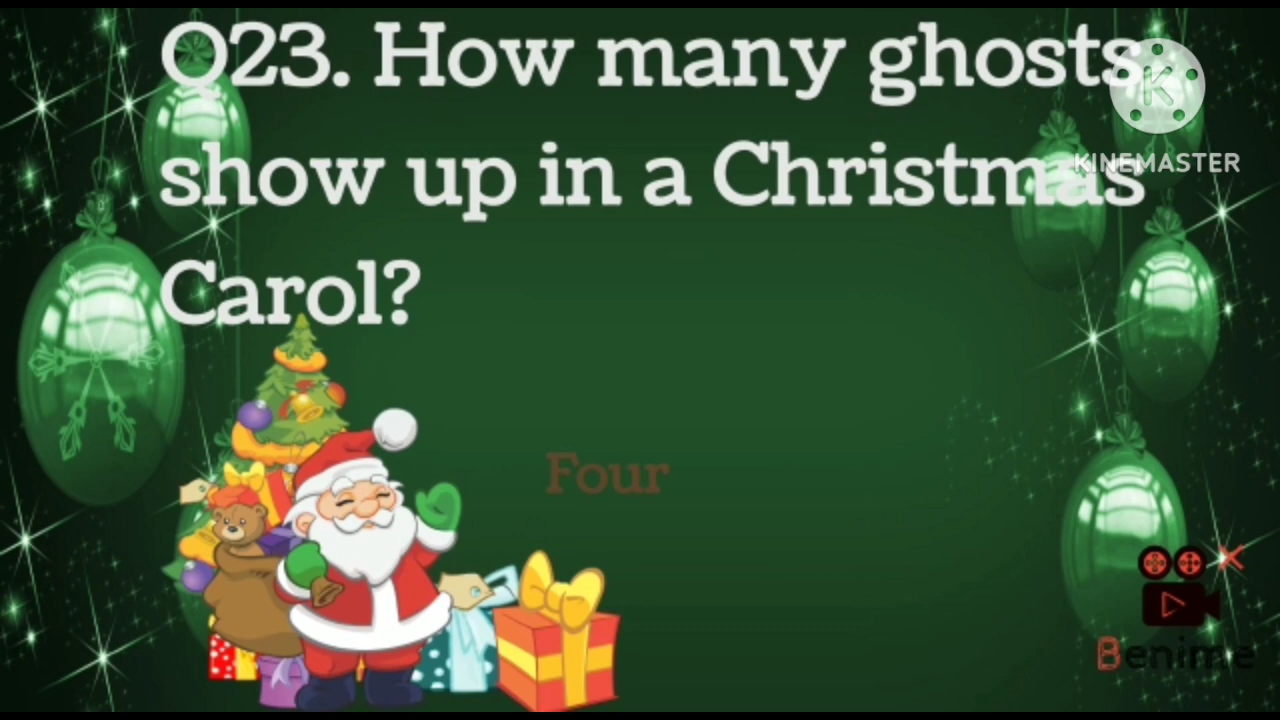 Q23. How many ghosts
show up in a Christmas
Carol?
KINEMASTER
Four
Benime